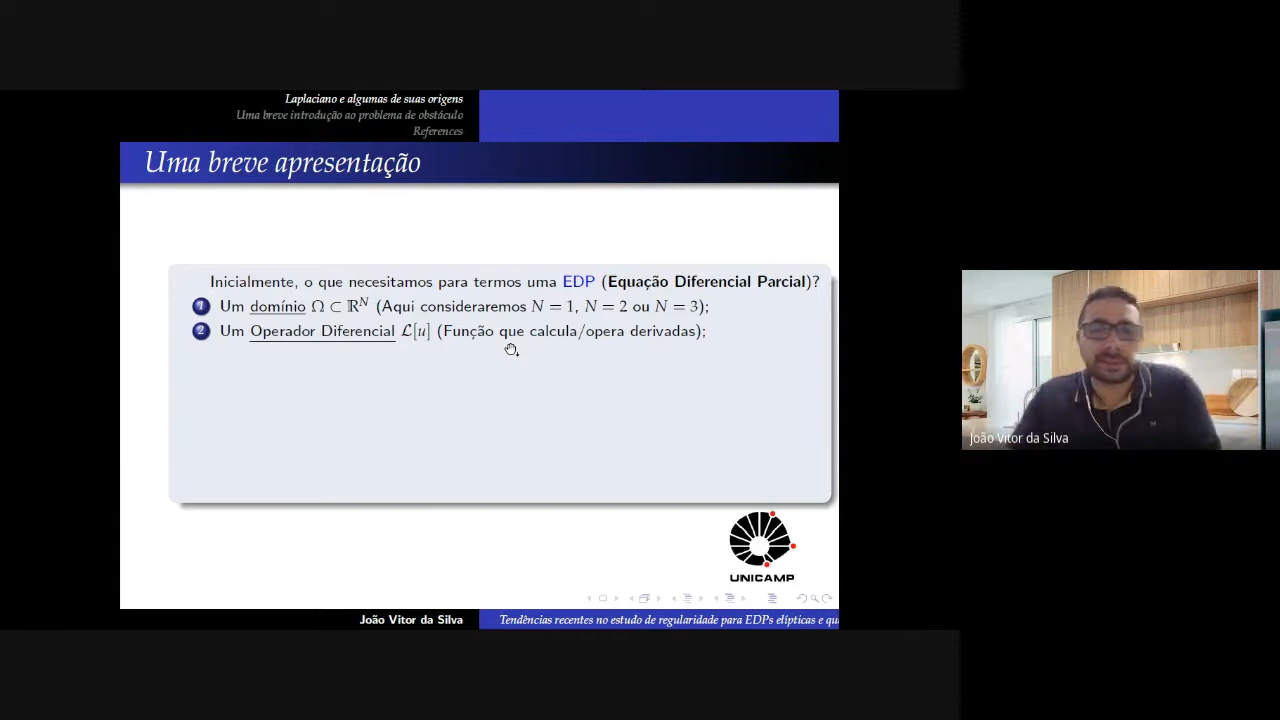 Laplaciano e algumas de suas origens
Uma breve introdução ao problema de obstáculo
References
Uma breve apresentação
Inicialmente, o que necesitamos para termos uma EDP (Equação Diferencial Parcial)?
1 Um domínio Ω ⊂ ℝ^N (Aqui consideraremos N = 1, N = 2 ou N = 3);
2 Um Operador Diferencial ℒ[u] (Função que calcula/opera derivadas);
UNICAMP
João Vitor da Silva
Tendências recentes no estudo de regularidade para EDPs elípticas e qu
João Vitor da Silva